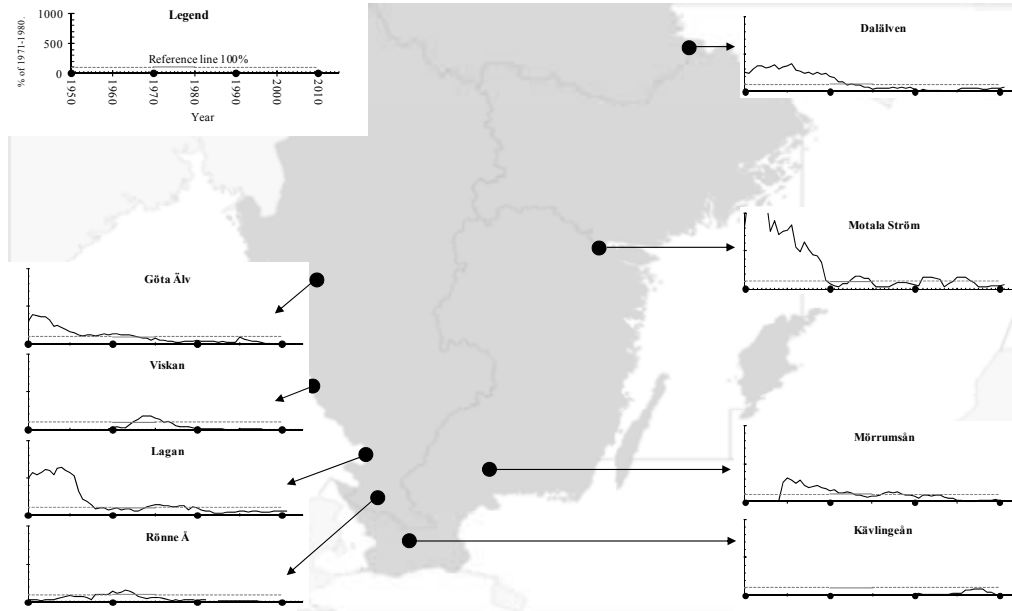 Legend
1000
500
0
% of 1971-1980.
Reference line 100%
1950
1960
1970
1980
1990
2000
2010
Year
Dalälven
Motala Ström
Göta Älv
Viskan
Lagan
Rönne Å
Mörrumsån
Kävlingeån